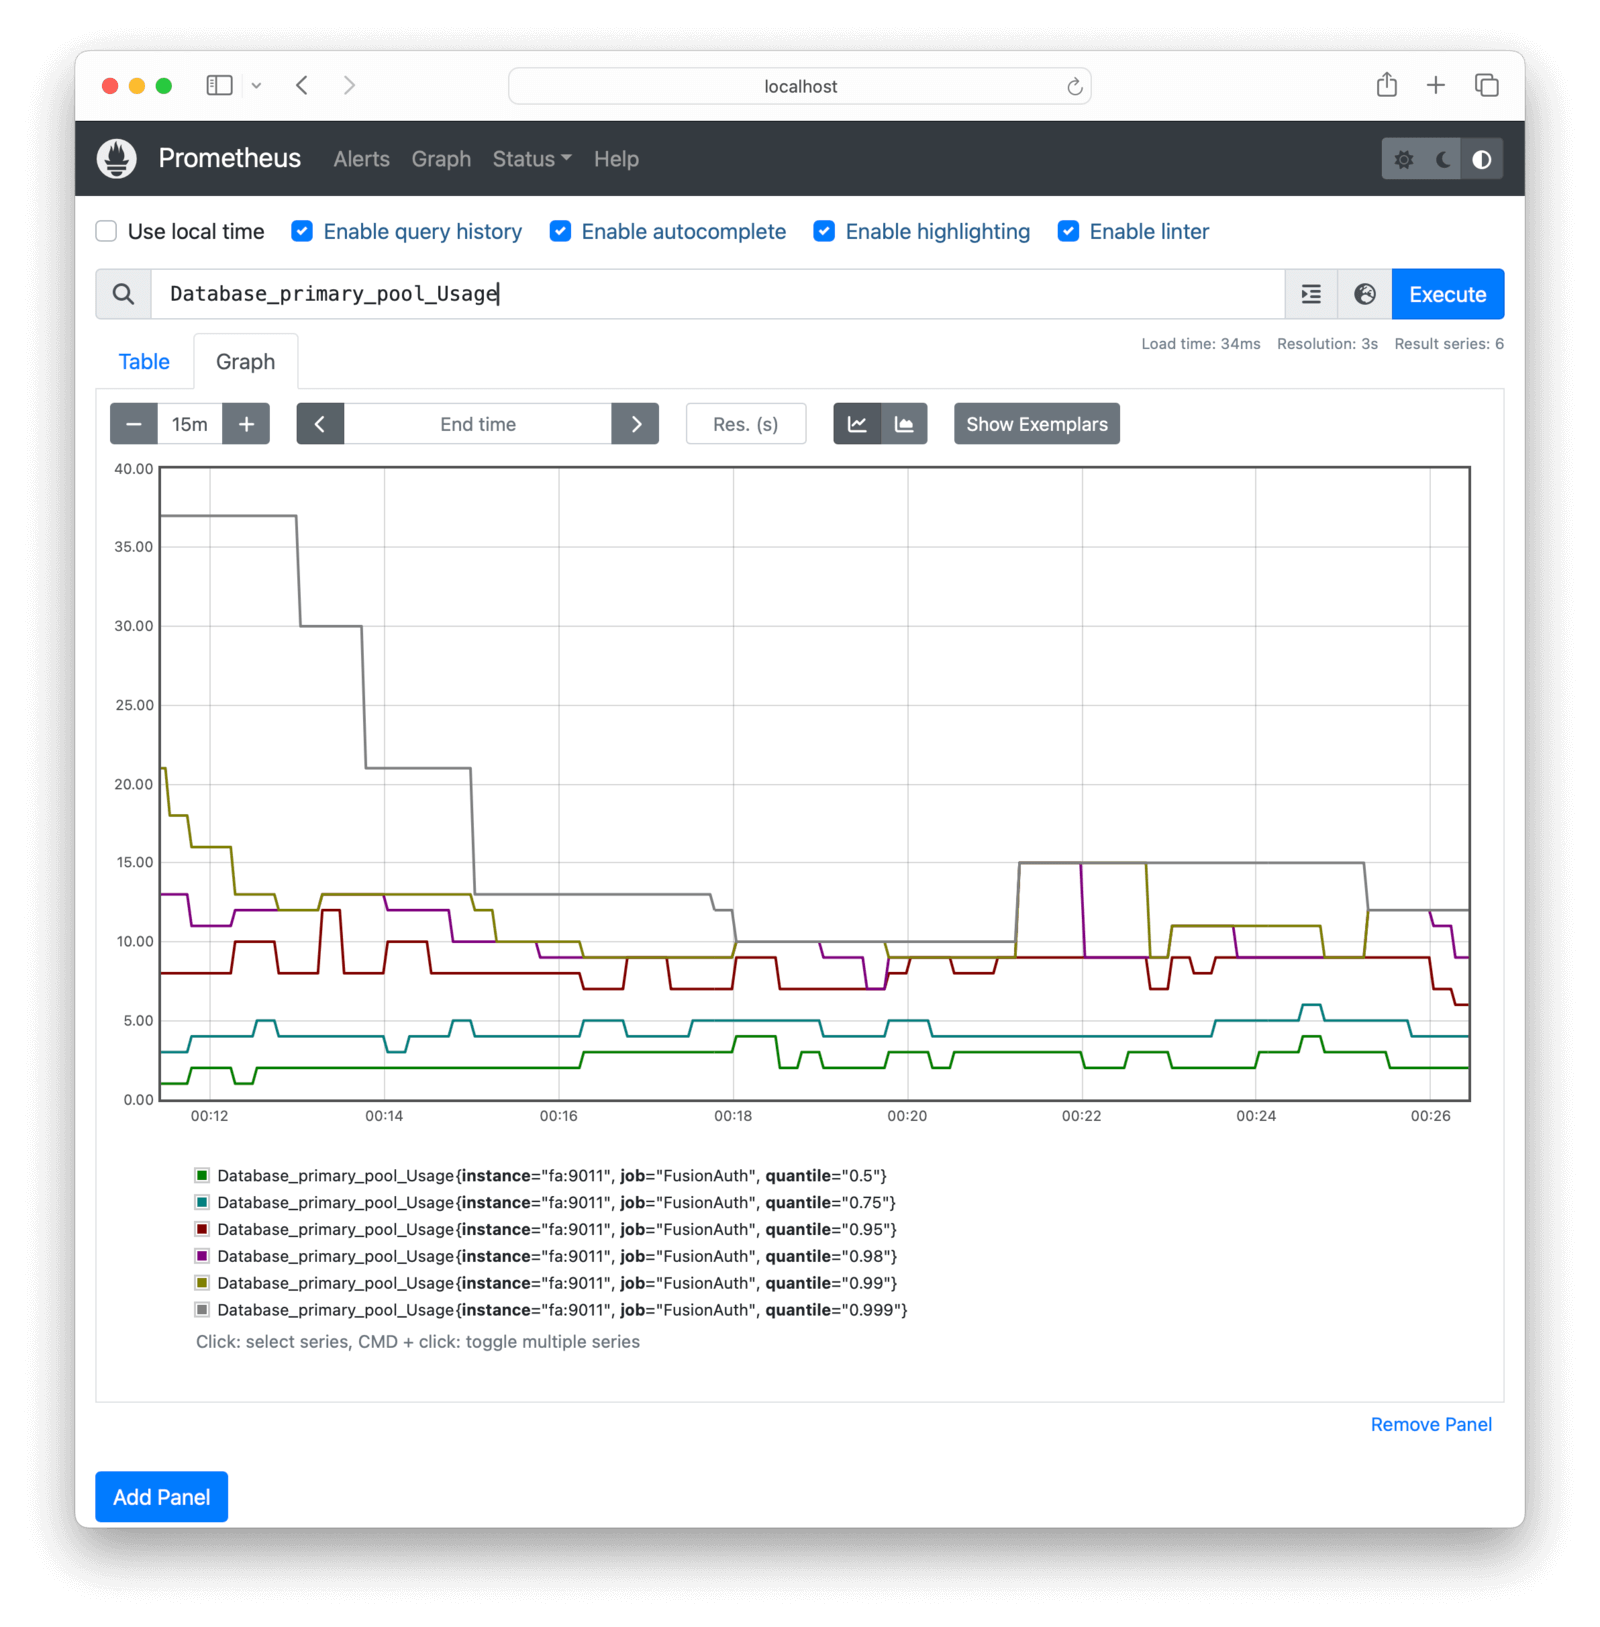 localhost
Prometheus Alerts Graph Status Help
Use local time Enable query history Enable autocomplete Enable highlighting Enable linter
Database_primary_pool_Usage Execute
Load time: 34ms Resolution: 3s Result series: 6
Table Graph
15m End time Res. (s) Show Exemplars
40.00
35.00
30.00
25.00
20.00
15.00
10.00
5.00
0.00
00:12 00:14 00:16 00:18 00:20 00:22 00:24 00:26
Database_primary_pool_Usage{instance="fa:9011", job="FusionAuth", quantile="0.5"}
Database_primary_pool_Usage{instance="fa:9011", job="FusionAuth", quantile="0.75"}
Database_primary_pool_Usage{instance="fa:9011", job="FusionAuth", quantile="0.95"}
Database_primary_pool_Usage{instance="fa:9011", job="FusionAuth", quantile="0.98"}
Database_primary_pool_Usage{instance="fa:9011", job="FusionAuth", quantile="0.99"}
Database_primary_pool_Usage{instance="fa:9011", job="FusionAuth", quantile="0.999"}
Click: select series, CMD + click: toggle multiple series
Remove Panel
Add Panel